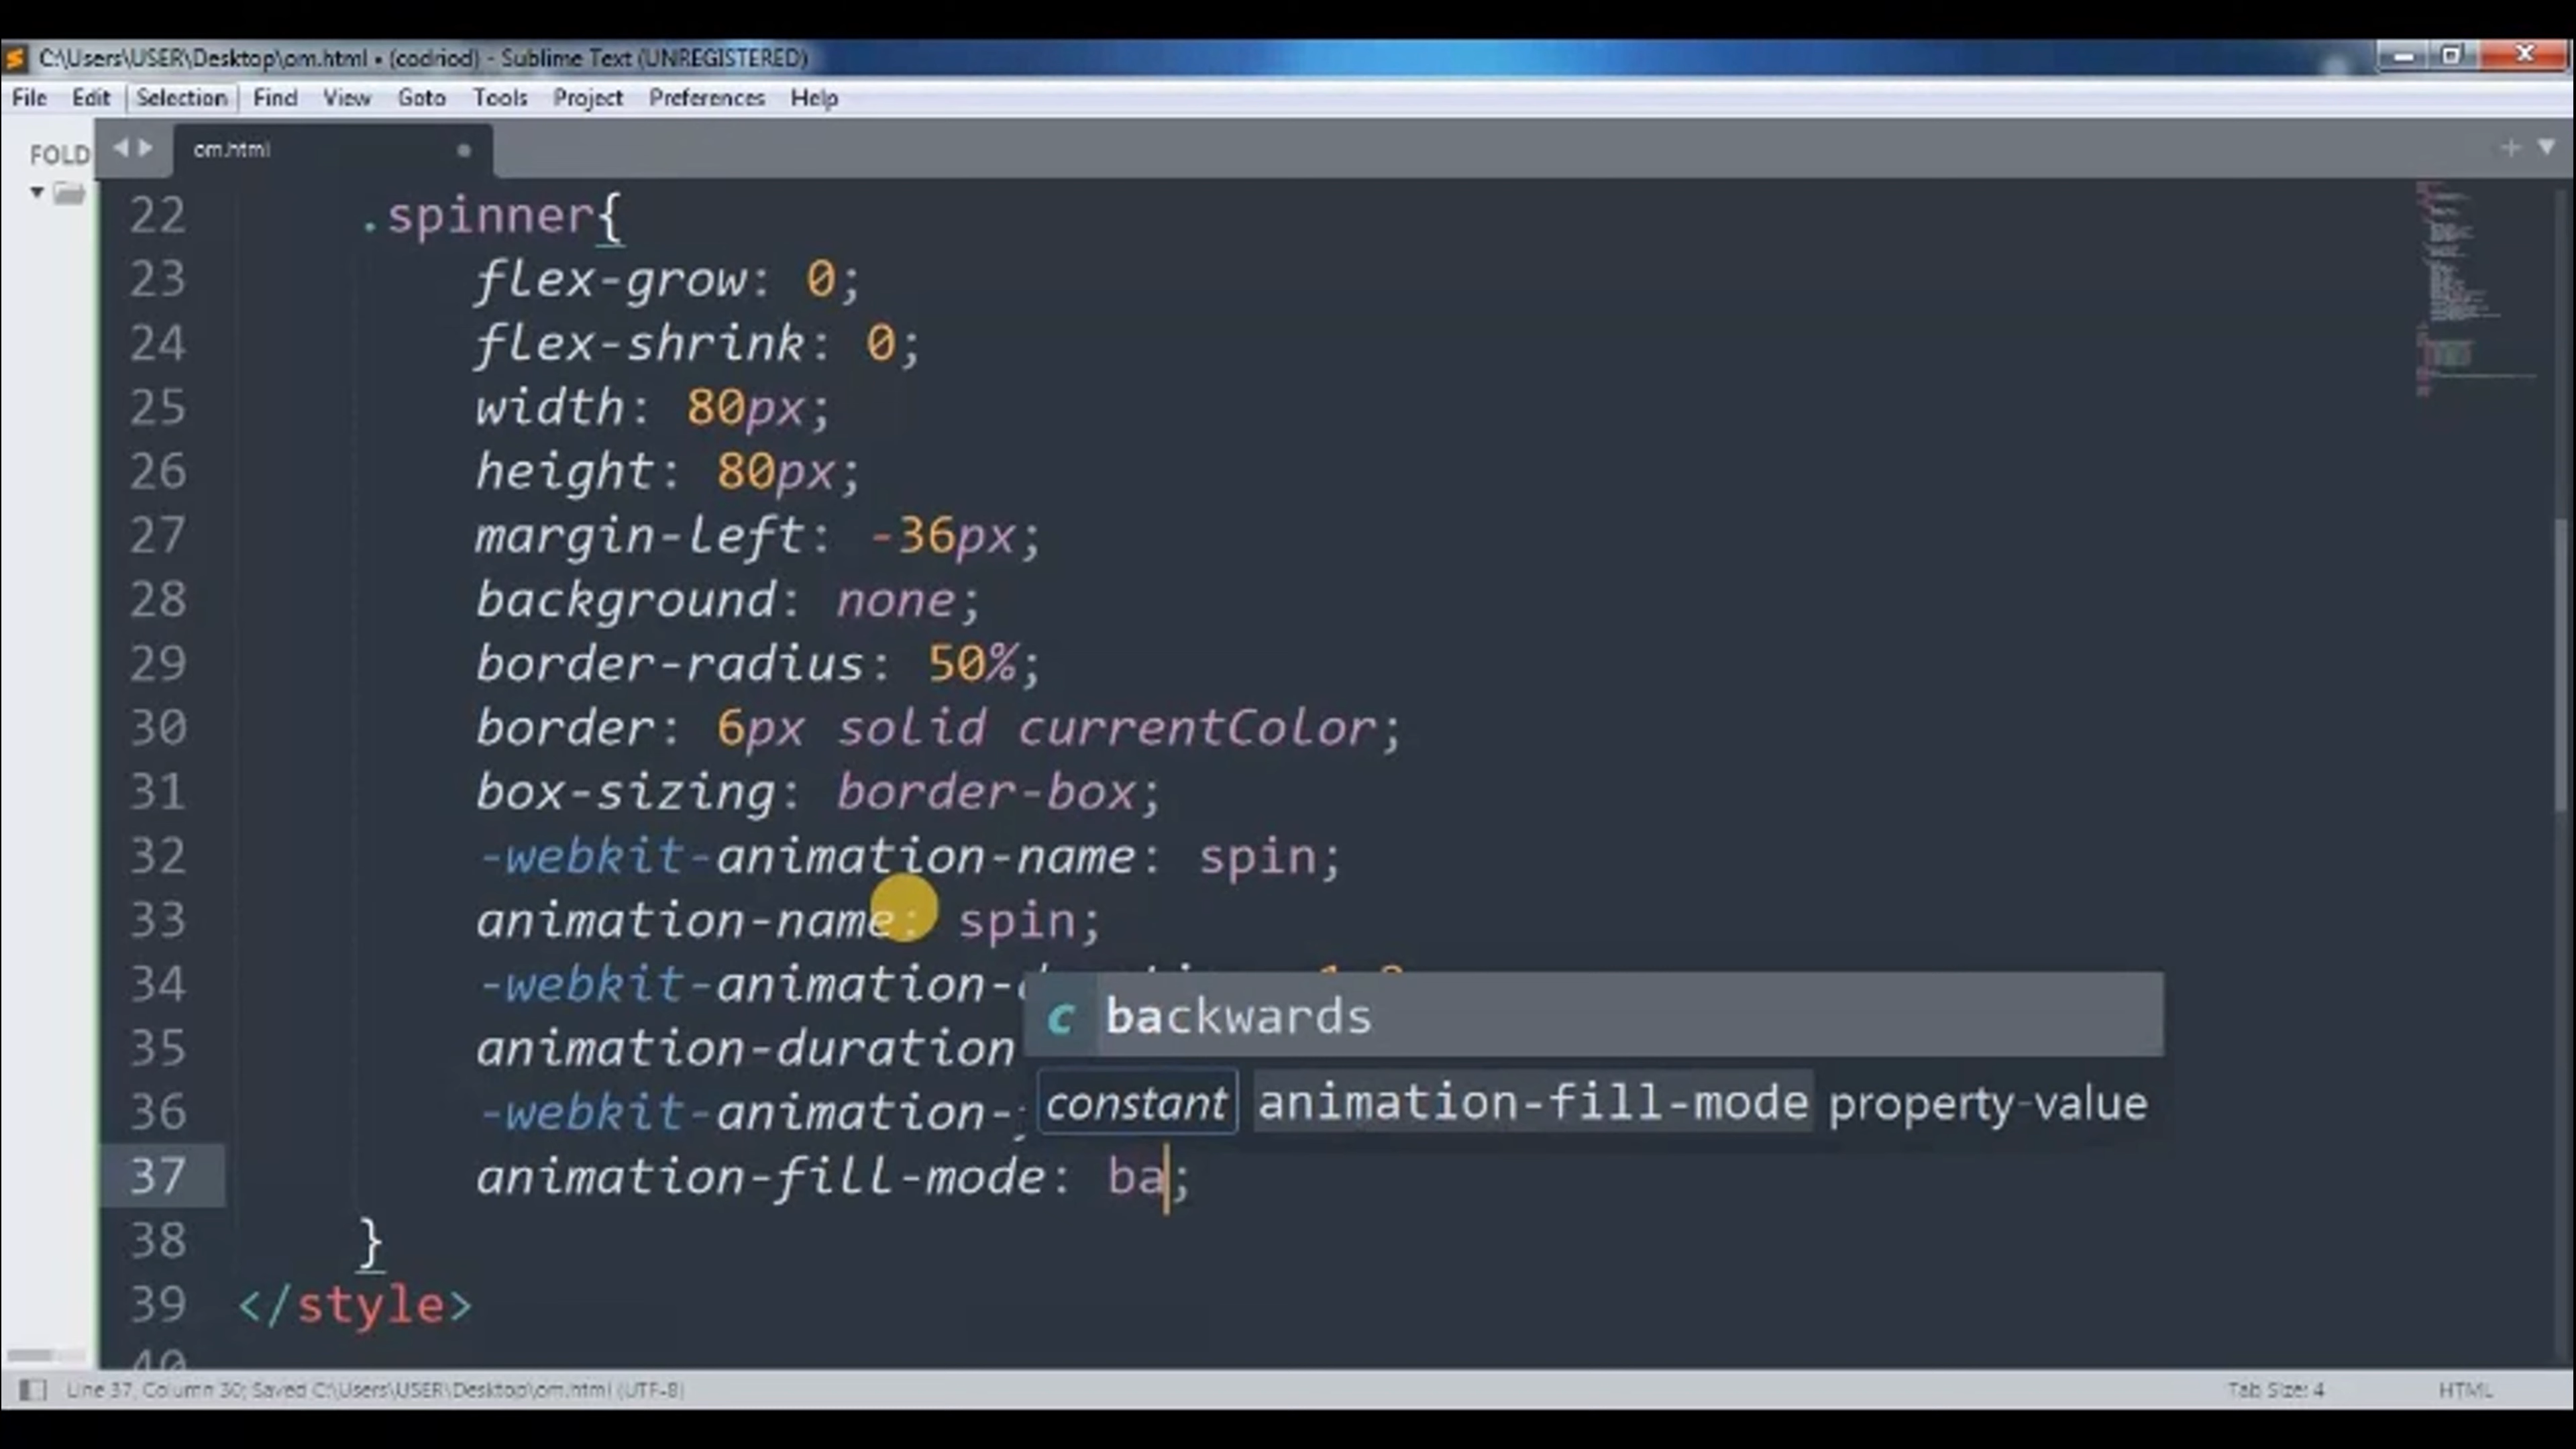 C:\Users\USER\Desktop\om.html • (codriod) - Sublime Text (UNREGISTERED)
File Edit Selection Find View Goto Tools Project Preferences Help
FOLD
om.html
22 .spinner{
23 flex-grow: 0;
24 flex-shrink: 0;
25 width: 80px;
26 height: 80px;
27 margin-left: -36px;
28 background: none;
29 border-radius: 50%;
30 border: 6px solid currentColor;
31 box-sizing: border-box;
32 -webkit-animation-name: spin;
33 animation-name: spin;
34 -webkit-animation-
c backwards
35 animation-duration
constant animation-fill-mode property-value
36 -webkit-animation-
37 animation-fill-mode: ba;
38 }
39 </style>
40
Line 37, Column 30; Saved C:\Users\USER\Desktop\om.html (UTF-8)
Tab Size: 4
HTML